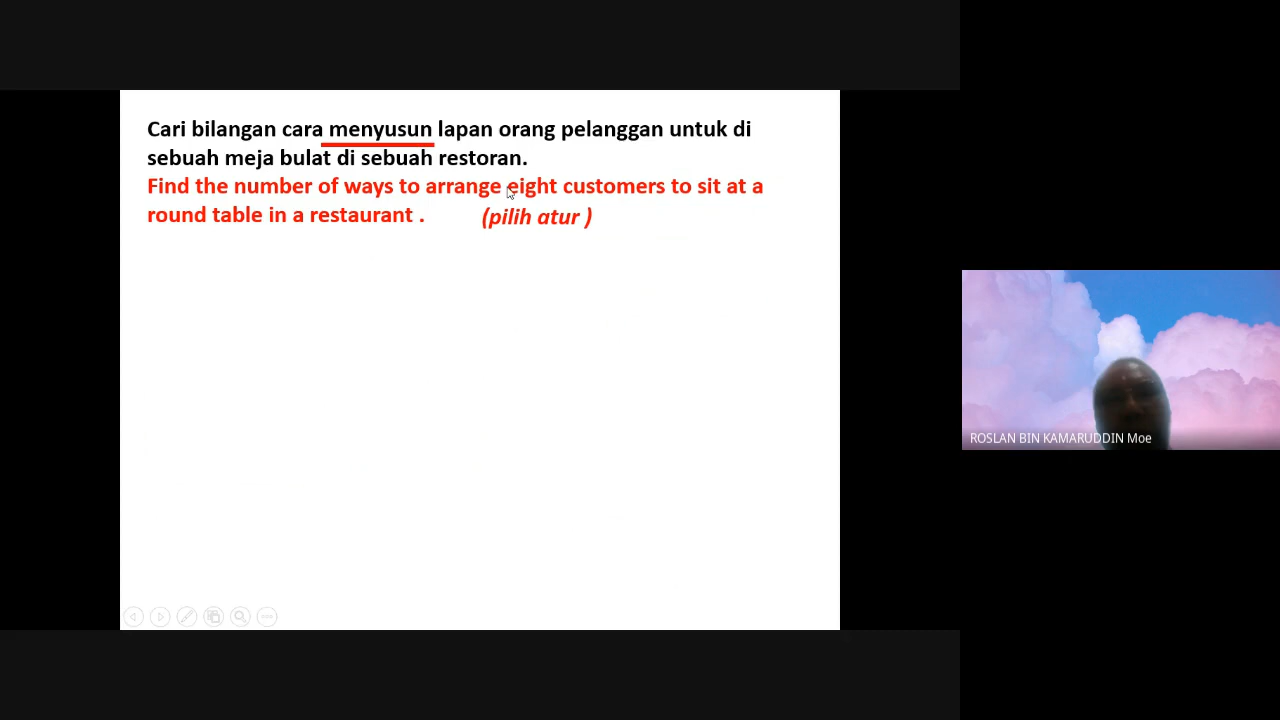 Cari bilangan cara menyusun lapan orang pelanggan untuk di
sebuah meja bulat di sebuah restoran.
Find the number of ways to arrange eight customers to sit at a
round table in a restaurant .
(pilih atur )
ROSLAN BIN KAMARUDDIN Moe